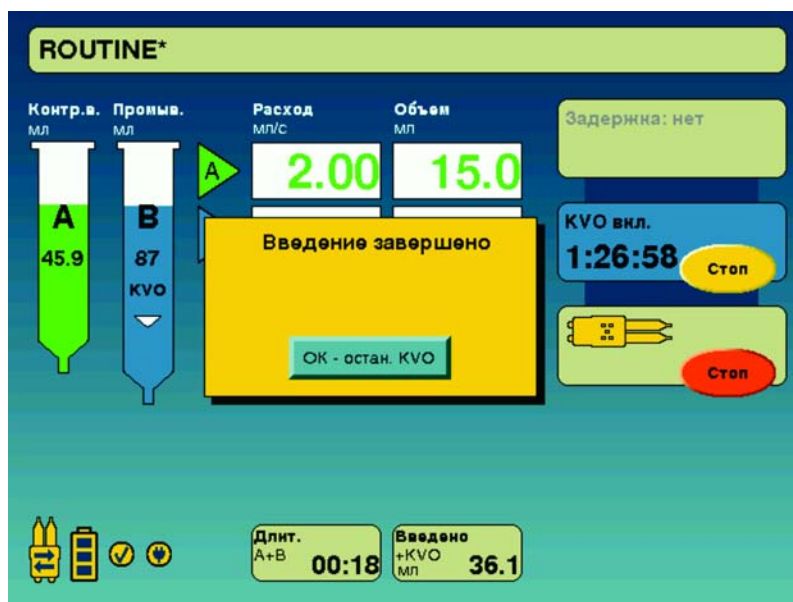 ROUTINE*
Контр.в. Промыв. Расход Объем
мл мл мл/с мл
Задержка: нет
A 2.00 15.0
A B
45.9 87
KVO
Введение завершено
OK - остан. KVO
KVO вкл.
1:26:58 Стоп
Стоп
Длит.
A+B 00:18
Введено
+KVO
мл 36.1